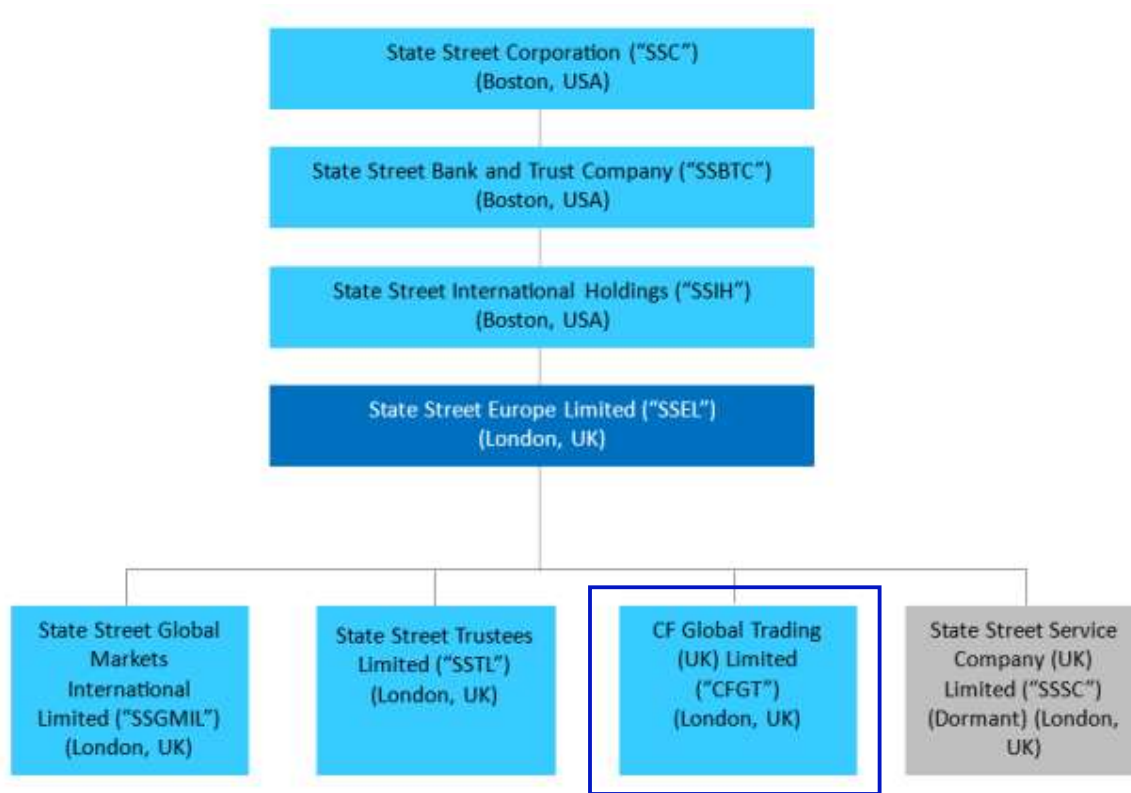 State Street Corporation (“SSC”)
(Boston, USA)
State Street Bank and Trust Company (“SSBTC”)
(Boston, USA)
State Street International Holdings (“SSIH”)
(Boston, USA)
State Street Europe Limited (“SSEL”)
(London, UK)
State Street Global
Markets
International
Limited (“SSGMIL”)
(London, UK)
State Street Trustees
Limited (“SSTL”)
(London, UK)
CF Global Trading
(UK) Limited
(“CFGT”)
(London, UK)
State Street Service
Company (UK)
Limited (“SSSC”)
(Dormant) (London,
UK)